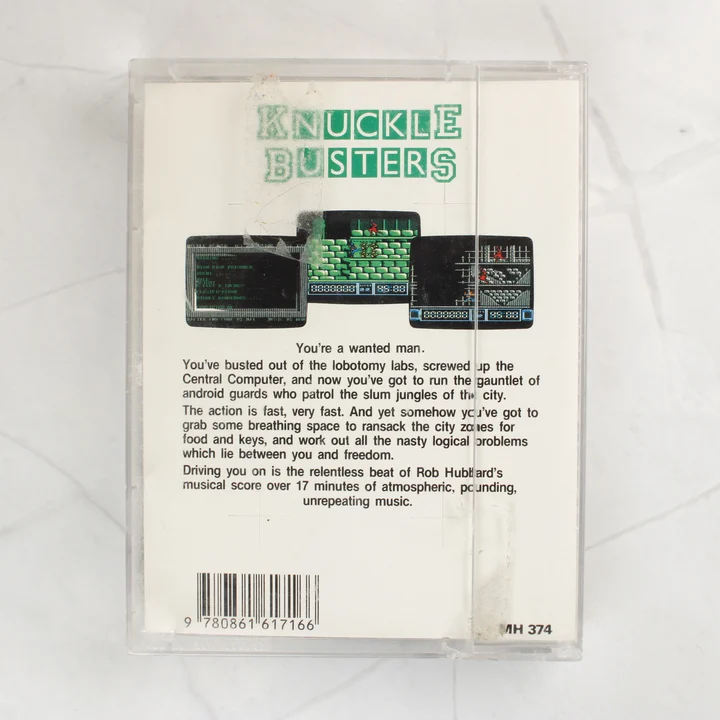 KNUCKLE
BUSTERS
You're a wanted man.
You've busted out of the lobotomy labs, screwed up the
Central Computer, and now you've got to run the gauntlet of
android guards who patrol the slum jungles of the city.
The action is fast, very fast. And yet somehow you've got to
grab some breathing space to ransack the city zones for
food and keys, and work out all the nasty logical problems
which lie between you and freedom.
Driving you on is the relentless beat of Rob Hubbard's
musical score over 17 minutes of atmospheric, pounding,
unrepeating music.
9 780861 617166
MH 374